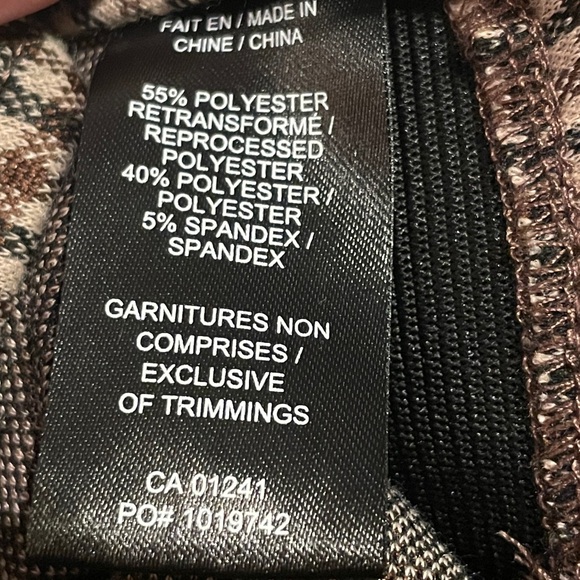 FAIT EN / MADE IN
CHINE / CHINA
55% POLYESTER
RETRANSFORMÉ /
REPROCESSED
POLYESTER
40% POLYESTER /
POLYESTER
5% SPANDEX /
SPANDEX
GARNITURES NON
COMPRISES /
EXCLUSIVE
OF TRIMMINGS
CA 01241
PO# 1019742